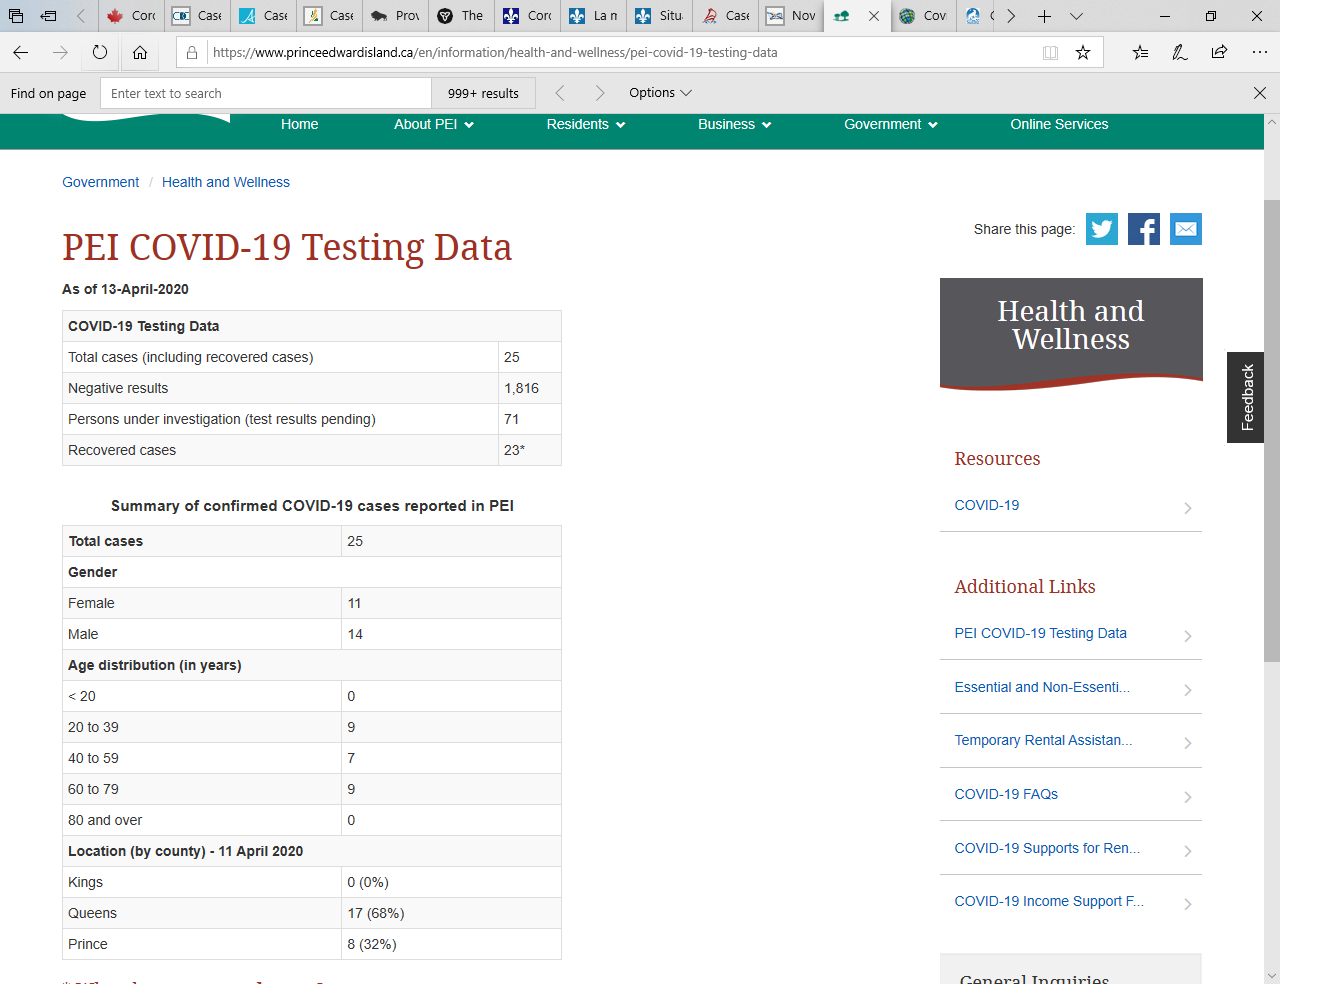 Coro
Case
Case
Case
Prov
The
Coro
La m
Situ
Case
Nov
Cov
https://www.princeedwardisland.ca/en/information/health-and-wellness/pei-covid-19-testing-data
Find on page
Enter text to search
999+ results
Options
Home
About PEI
Residents
Business
Government
Online Services
Government / Health and Wellness
Share this page:
PEI COVID-19 Testing Data
As of 13-April-2020
COVID-19 Testing Data
Total cases (including recovered cases) 25
Negative results 1,816
Persons under investigation (test results pending) 71
Recovered cases 23*
Summary of confirmed COVID-19 cases reported in PEI
Total cases 25
Gender
Female 11
Male 14
Age distribution (in years)
< 20 0
20 to 39 9
40 to 59 7
60 to 79 9
80 and over 0
Location (by county) - 11 April 2020
Kings 0 (0%)
Queens 17 (68%)
Prince 8 (32%)
Health and
Wellness
Feedback
Resources
COVID-19
Additional Links
PEI COVID-19 Testing Data
Essential and Non-Essenti...
Temporary Rental Assistan...
COVID-19 FAQs
COVID-19 Supports for Ren...
COVID-19 Income Support F...
General Inquiries